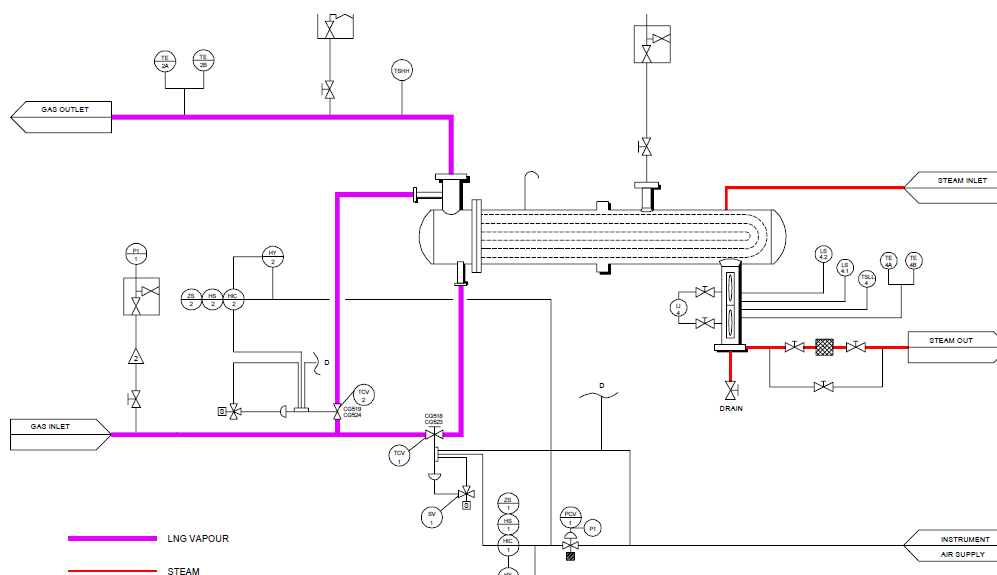 TE
2A
TE
2B
TSHH
GAS OUTLET
STEAM INLET
P1
1
HY
2
LS
4.2
LS
4.1
TSLL
4
TE
4A
TE
4B
ZS
2
HS
2
HIC
2
LI
4
2
D
STEAM OUT
TCV
2
D
DRAIN
S
CG519
CG524
CG518
CG523
GAS INLET
TCV
1
S
SV
1
ZS
1
HS
1
HIC
1
HY
PCV
1
P1
INSTRUMENT
AIR SUPPLY
LNG VAPOUR
STEAM